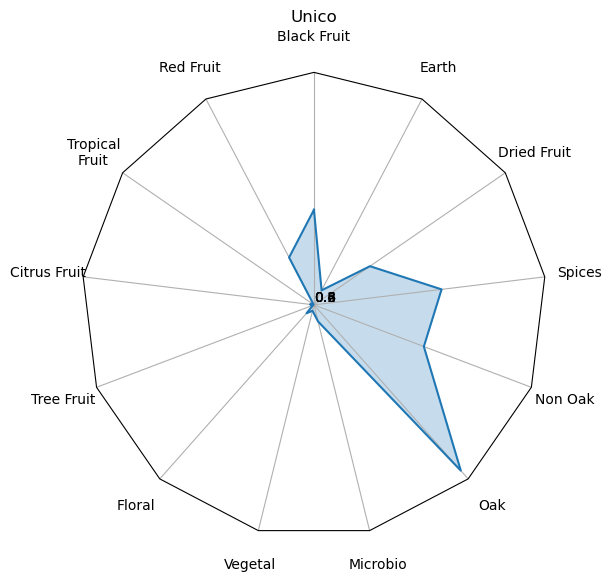 Unico
Black Fruit
Red Fruit
Earth
Tropical
Fruit
Dried Fruit
Citrus Fruit
Spices
Tree Fruit
Non Oak
Floral
Oak
Vegetal
Microbio